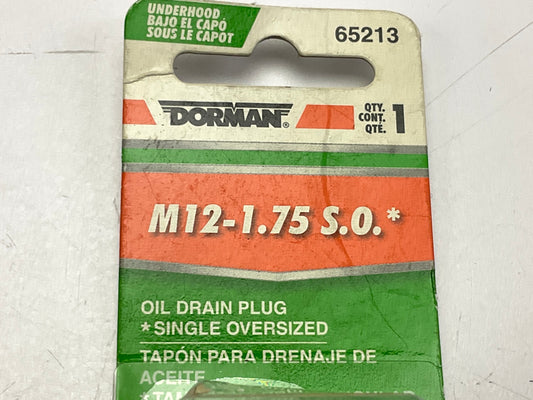 UNDERHOOD
BAJO EL CAPÓ
SOUS LE CAPOT
65213
DORMAN®
QTY.
CONT.
QTÉ.
1
M12-1.75 S.O.*
OIL DRAIN PLUG
*SINGLE OVERSIZED
TAPÓN PARA DRENAJE DE
ACEITE